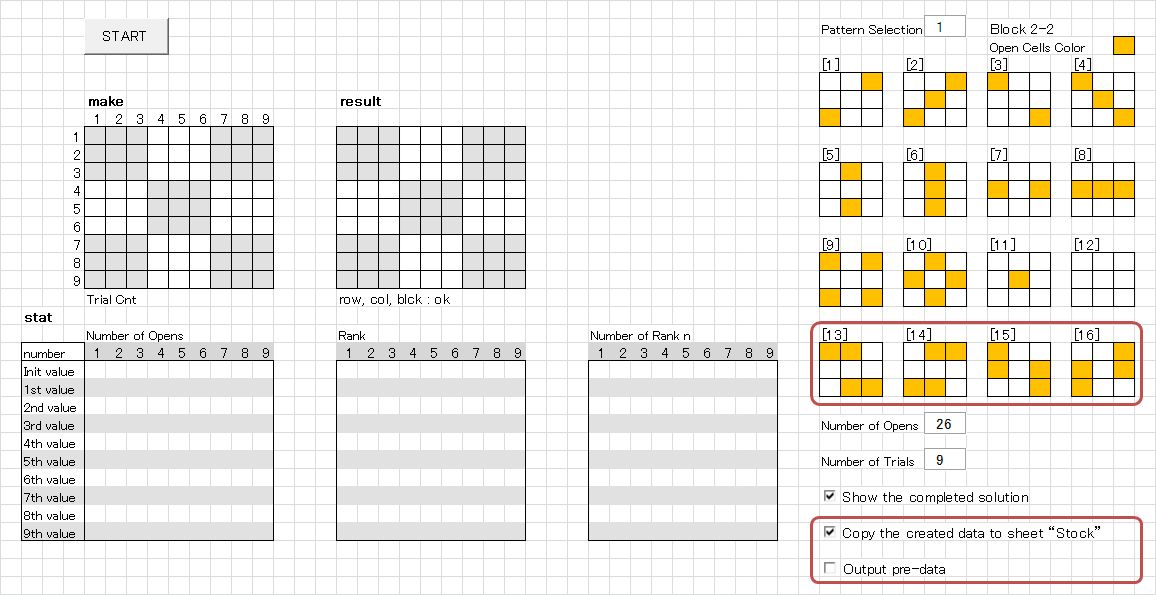 START
Pattern Selection 1 Block 2-2
Open Cells Color
[1] [2] [3] [4]
make result
1 2 3 4 5 6 7 8 9
1
2
3
4
5
6
7
8
9
[5] [6] [7] [8]
[9] [10] [11] [12]
Trial Cnt row, col, blck : ok
stat
Number of Opens Rank Number of Rank n
number 1 2 3 4 5 6 7 8 9 1 2 3 4 5 6 7 8 9 1 2 3 4 5 6 7 8 9
Init value
1st value
2nd value
3rd value
4th value
5th value
6th value
7th value
8th value
9th value
[13] [14] [15] [16]
Number of Opens 26
Number of Trials 9
Show the completed solution
Copy the created data to sheet “Stock”
Output pre-data